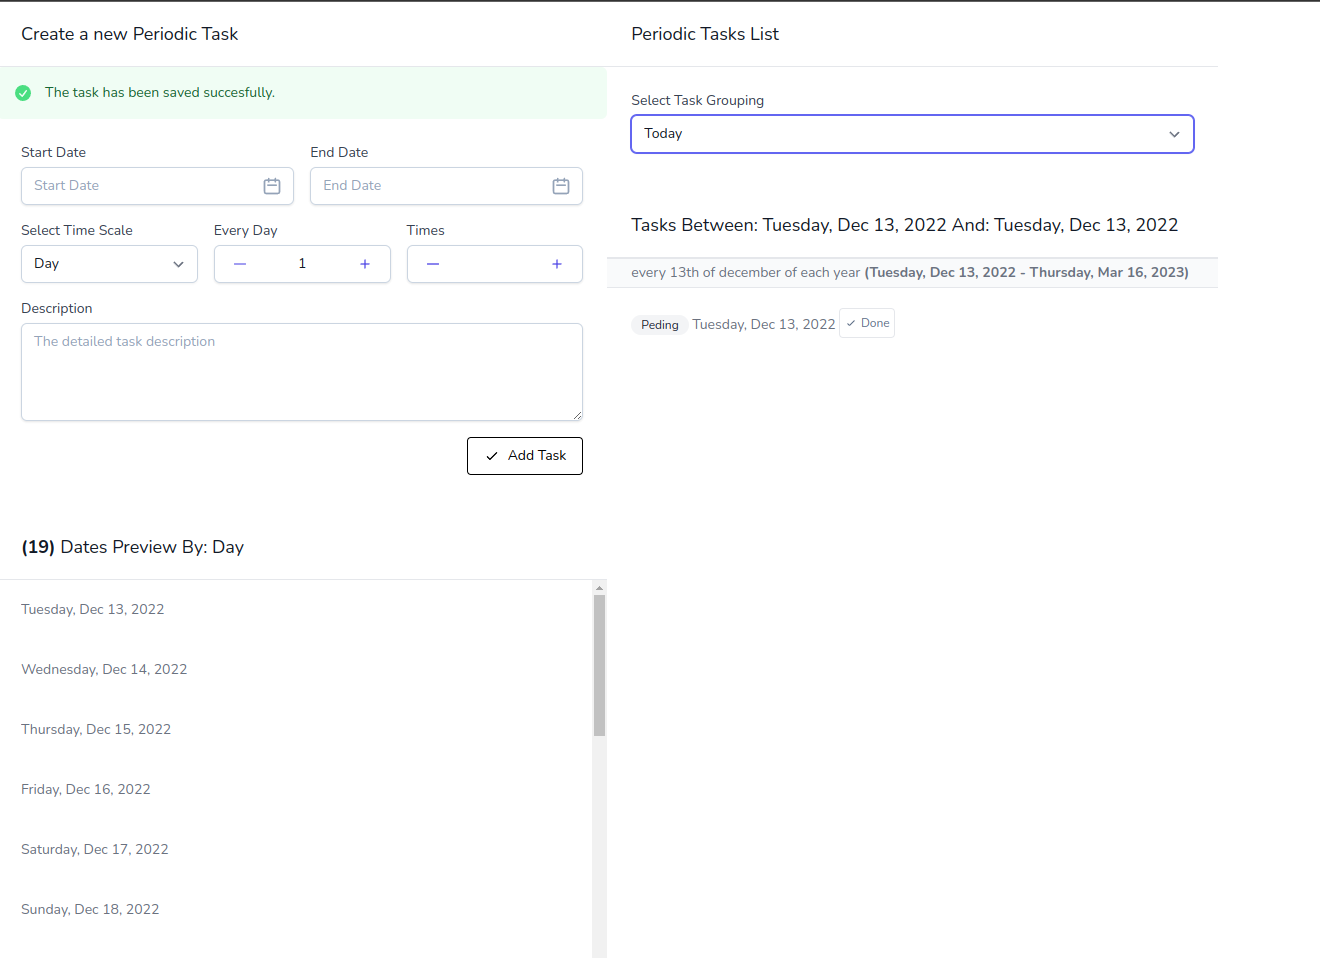 Create a new Periodic Task
The task has been saved succesfully.
Start Date
End Date
Start Date
End Date
Select Time Scale
Every Day
Times
Day
1
Description
The detailed task description
Add Task
(19) Dates Preview By: Day
Tuesday, Dec 13, 2022
Wednesday, Dec 14, 2022
Thursday, Dec 15, 2022
Friday, Dec 16, 2022
Saturday, Dec 17, 2022
Sunday, Dec 18, 2022
Periodic Tasks List
Select Task Grouping
Today
Tasks Between: Tuesday, Dec 13, 2022 And: Tuesday, Dec 13, 2022
every 13th of december of each year (Tuesday, Dec 13, 2022 - Thursday, Mar 16, 2023)
Peding Tuesday, Dec 13, 2022 Done